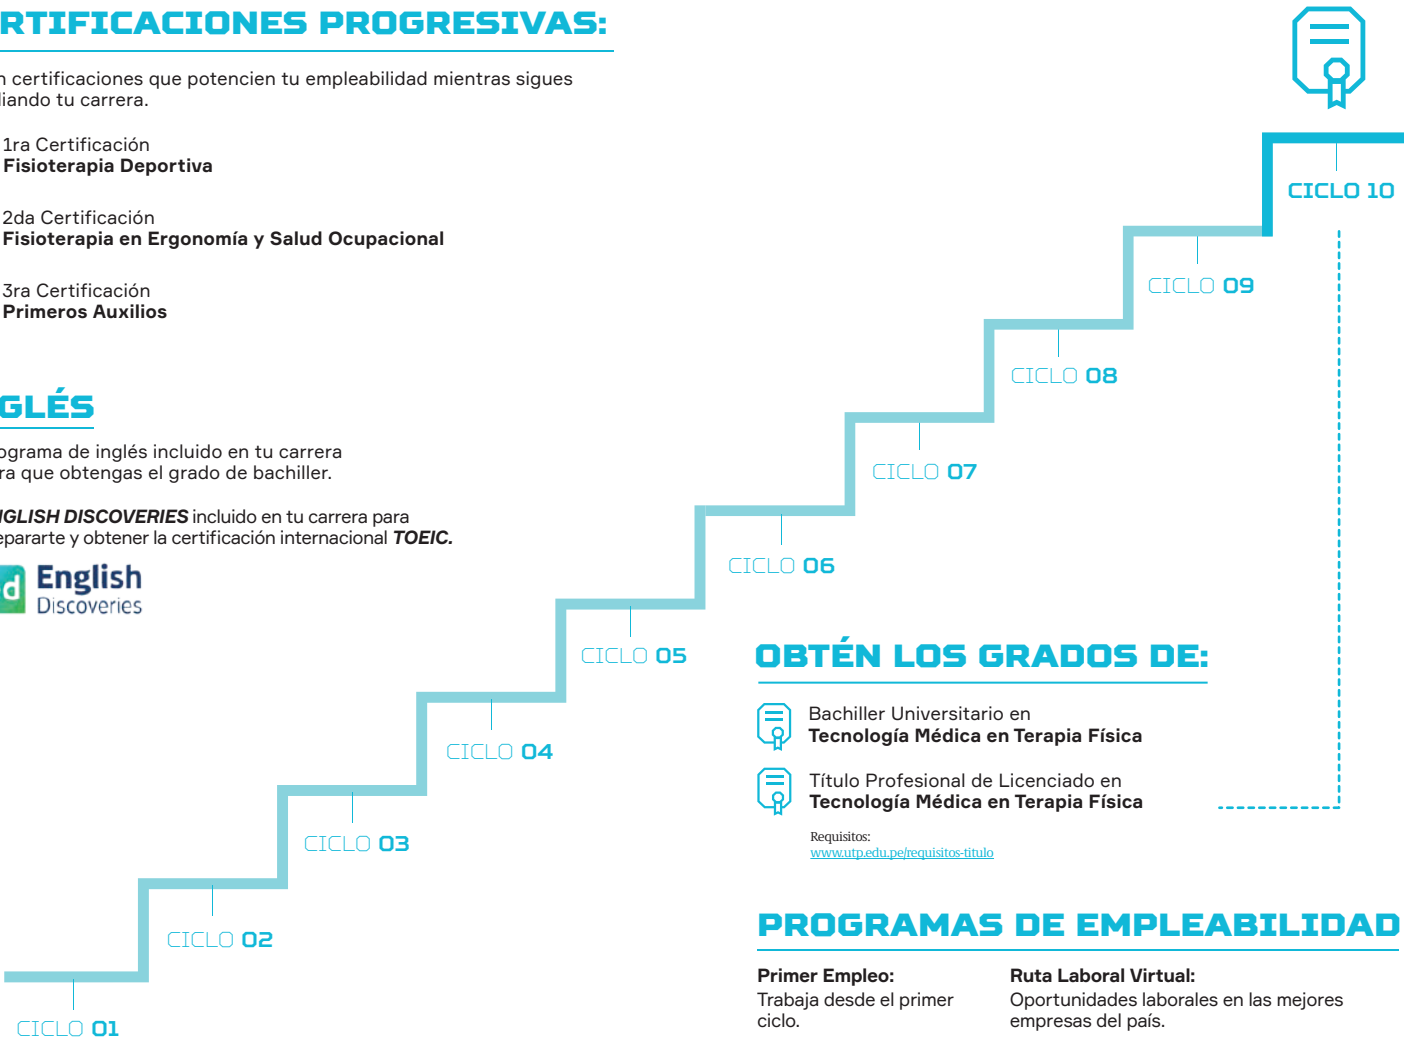 RTIFICACIONES PROGRESIVAS:
n certificaciones que potencien tu empleabilidad mientras sigues
diando tu carrera.
1ra Certificación
Fisioterapia Deportiva
2da Certificación
Fisioterapia en Ergonomía y Salud Ocupacional
3ra Certificación
Primeros Auxilios
GLÉS
ograma de inglés incluido en tu carrera
ra que obtengas el grado de bachiller.
NGLISH DISCOVERIES incluido en tu carrera para
epararte y obtener la certificación internacional TOEIC.
ed English
Discoveries
CICLO 10
CICLO 09
CICLO 08
CICLO 07
CICLO 06
CICLO 05
CICLO 04
CICLO 03
CICLO 02
CICLO 01
OBTÉN LOS GRADOS DE:
Bachiller Universitario en
Tecnología Médica en Terapia Física
Título Profesional de Licenciado en
Tecnología Médica en Terapia Física
Requisitos:
www.utp.edu.pe/requisitos-titulo
PROGRAMAS DE EMPLEABILIDAD
Primer Empleo:
Trabaja desde el primer
ciclo.
Ruta Laboral Virtual:
Oportunidades laborales en las mejores
empresas del país.